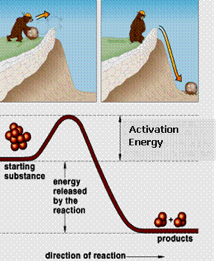 Activation
Energy
starting
substance
energy
released
by the
reaction
+
products
direction of reaction